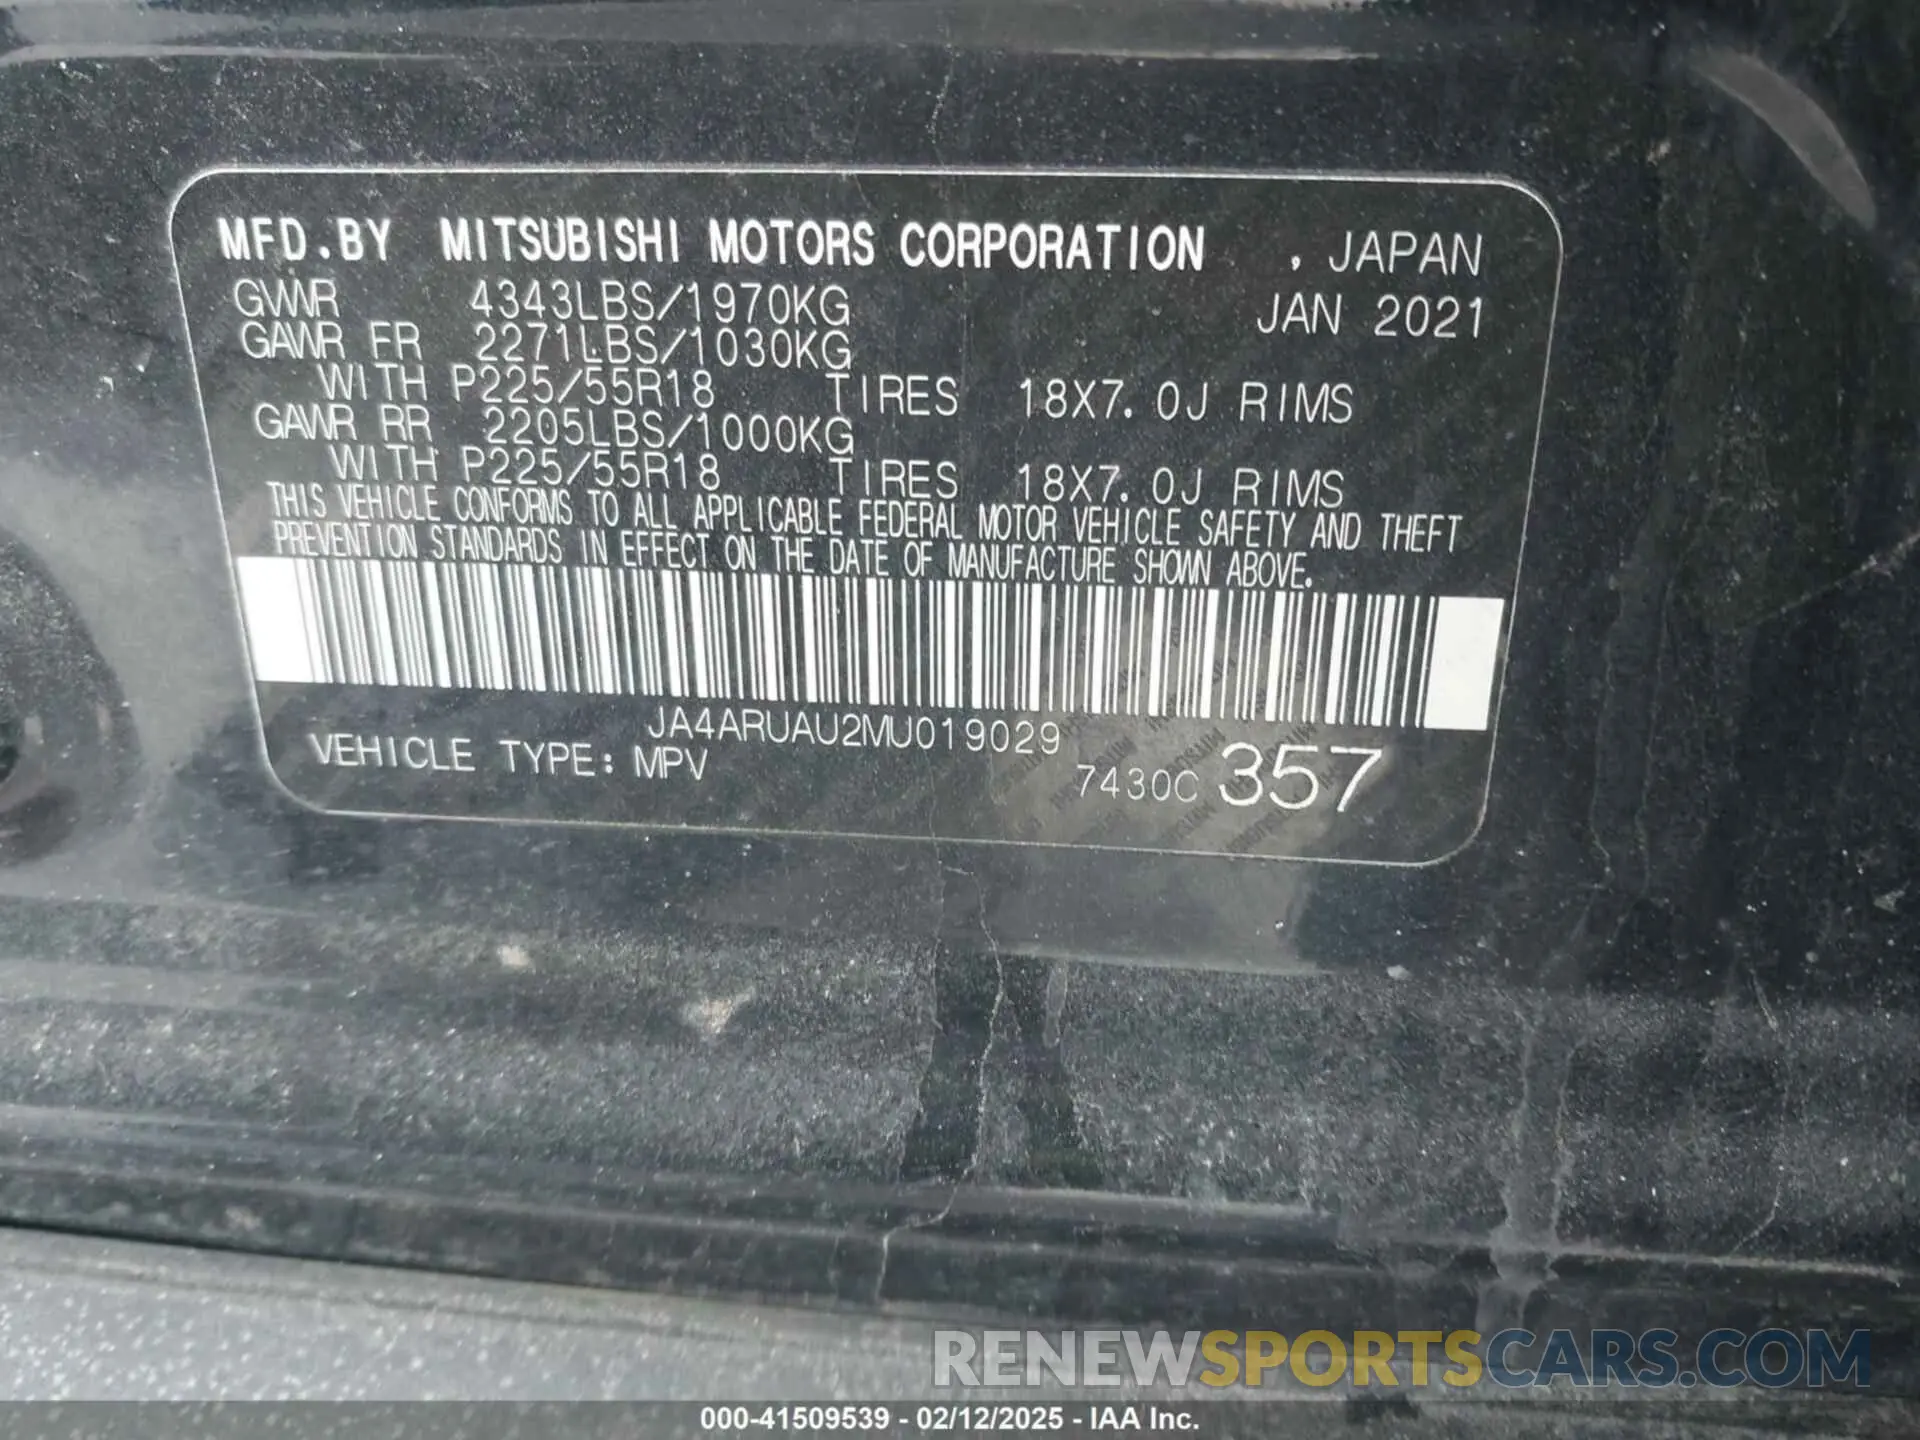 MFD.BY MITSUBISHI MOTORS CORPORATION , JAPAN
GVWR 4343LBS/1970KG JAN 2021
GAWR FR 2271LBS/1030KG
WITH P225/55R18 TIRES 18X7.0J RIMS
GAWR RR 2205LBS/1000KG
WITH P225/55R18 TIRES 18X7.0J RIMS
THIS VEHICLE CONFORMS TO ALL APPLICABLE FEDERAL MOTOR VEHICLE SAFETY AND THEFT
PREVENTION STANDARDS IN EFFECT ON THE DATE OF MANUFACTURE SHOWN ABOVE.
JA4ARUAU2MU019029
VEHICLE TYPE: MPV 7430C 357
RENEWSPORTSCARS.COM
000-41509539 - 02/12/2025 - IAA Inc.